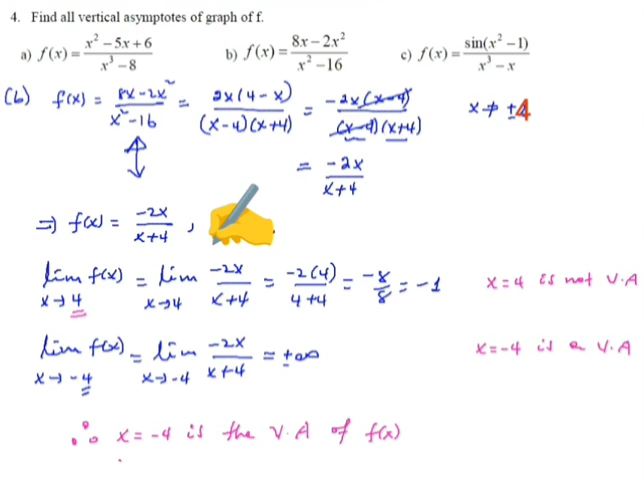 4. Find all vertical asymptotes of graph of f.
a) f(x) = (x² – 5x + 6)/(x³ – 8) b) f(x) = (8x – 2x²)/(x² – 16) c) f(x) = sin(x² – 1)/(x³ – x)
(b) f(x) = (8x – 2x²)/(x² – 16) = 2x(4 – x)/((x – 4)(x + 4)) = –2x(x – 4)/((x – 4)(x + 4)) x ≠ ±4
= –2x/(x + 4)
⇒ f(x) = –2x/(x + 4) ,
lim x→4 f(x) = lim x→4 –2x/(x + 4) = –2(4)/(4 + 4) = –8/8 = –1 x = 4 is not V.A
lim x→–4 f(x) = lim x→–4 –2x/(x + 4) = ±∞ x = –4 is a V.A
∴ x = –4 is the V.A of f(x)